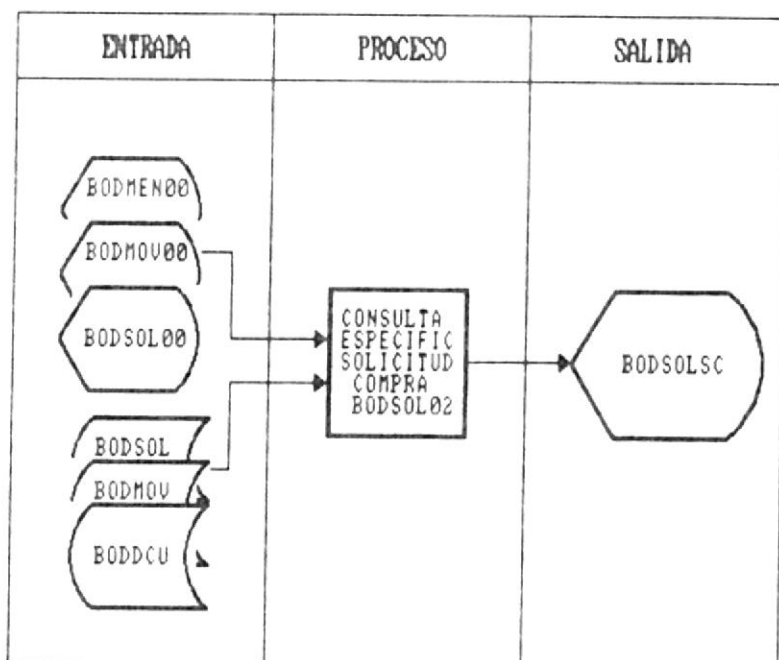 ENTRADA
PROCESO
SALIDA
BODMEN00
BODMOV00
BODSOL00
BODSOL
BODMOV
BODDCU
CONSULTA
ESPECIFIC
SOLICITUD
COMPRA
BODSOL02
BODSOLSC